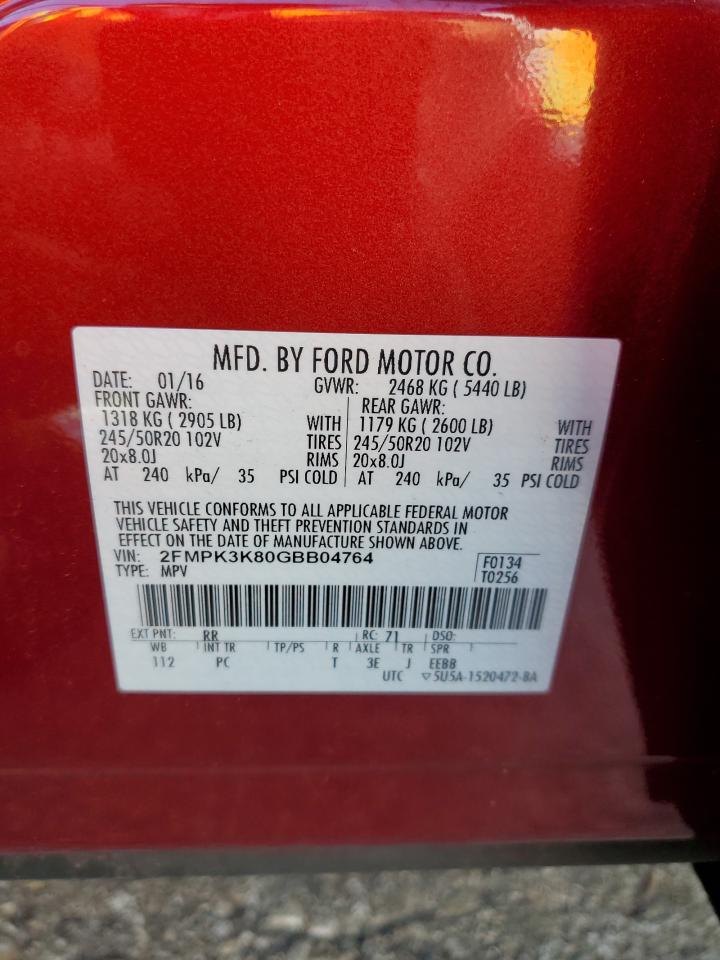 MFD. BY FORD MOTOR CO.
DATE: 01/16 GVWR: 2468 KG ( 5440 LB)
FRONT GAWR: REAR GAWR:
1318 KG ( 2905 LB) WITH 1179 KG ( 2600 LB) WITH
245/50R20 102V TIRES 245/50R20 102V TIRES
20x8.0J RIMS 20x8.0J RIMS
AT 240 kPa/ 35 PSI COLD AT 240 kPa/ 35 PSI COLD
THIS VEHICLE CONFORMS TO ALL APPLICABLE FEDERAL MOTOR
VEHICLE SAFETY AND THEFT PREVENTION STANDARDS IN
EFFECT ON THE DATE OF MANUFACTURE SHOWN ABOVE.
VIN: 2FMPK3K80GBB04764 F0134
TYPE: MPV T0256
EXT PNT: RR RC: 71 DSO:
WB INT TR TP/PS R AXLE TR SPR
112 PC T 3E J EEBB
UTC ▽5U5A-1520472-BA